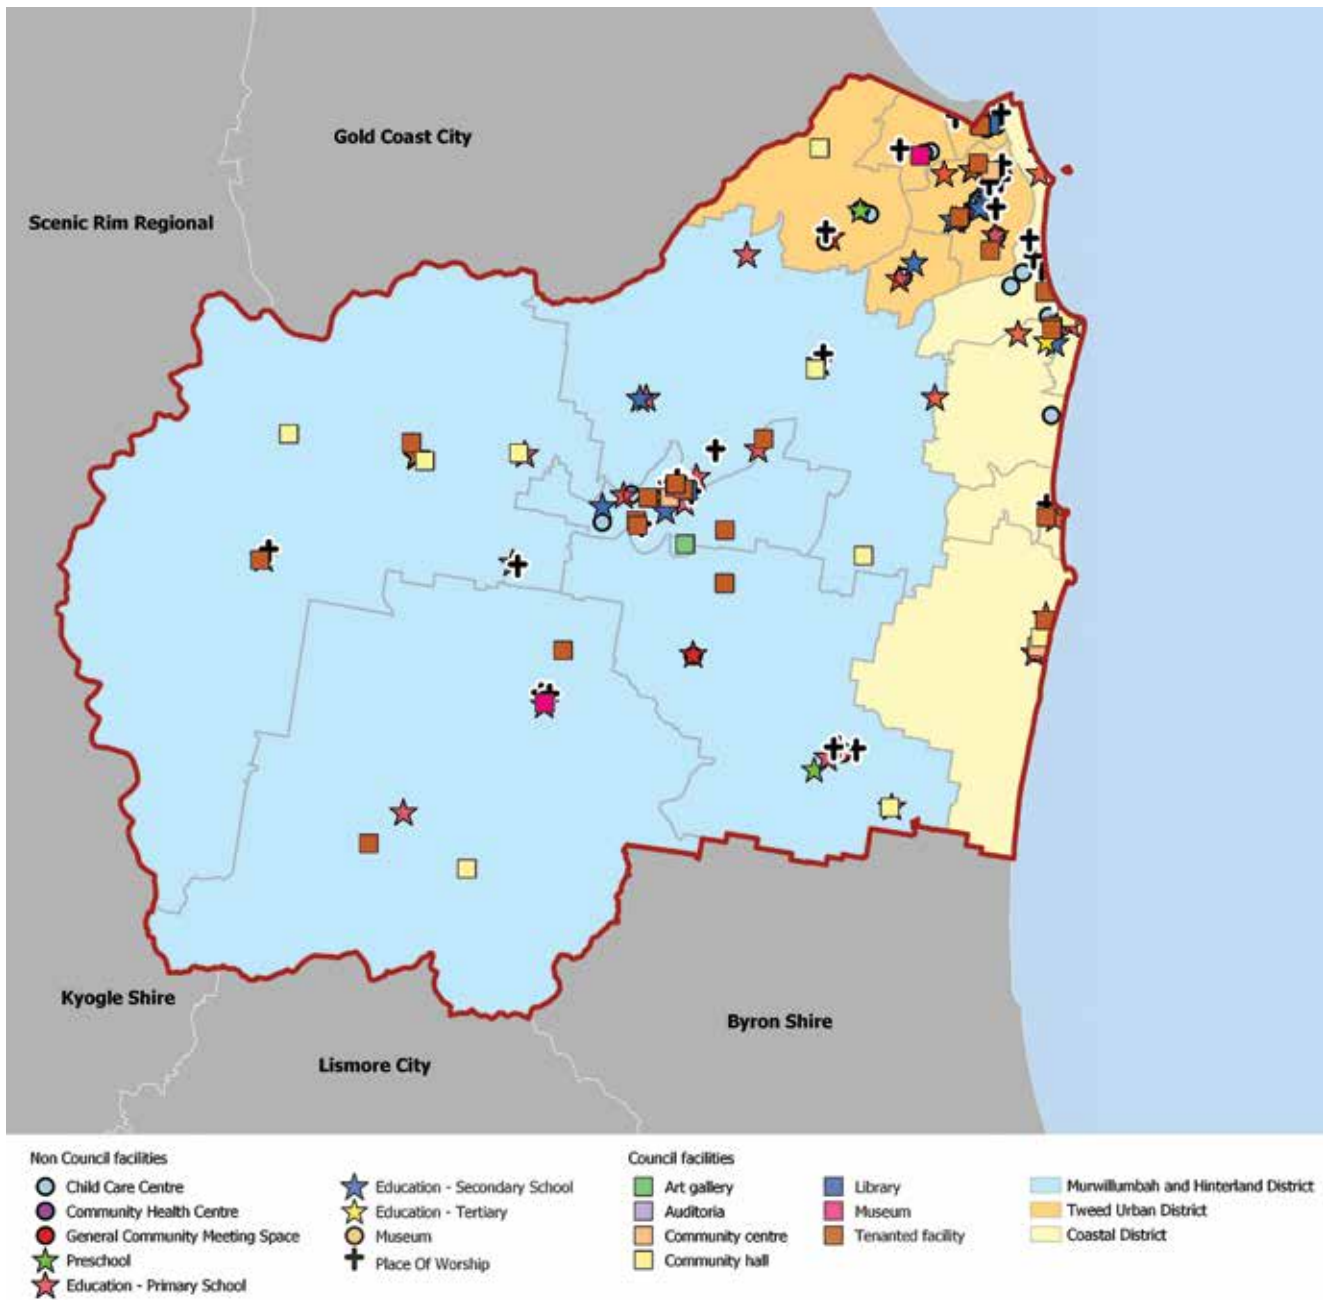 Gold Coast City
Scenic Rim Regional
Kyogle Shire
Byron Shire
Lismore City
Non Council facilities
Child Care Centre
Community Health Centre
General Community Meeting Space
Preschool
Education - Primary School
Education - Secondary School
Education - Tertiary
Museum
Place Of Worship
Council facilities
Art gallery
Auditoria
Community centre
Community hall
Library
Museum
Tenanted facility
Murwillumbah and Hinterland District
Tweed Urban District
Coastal District